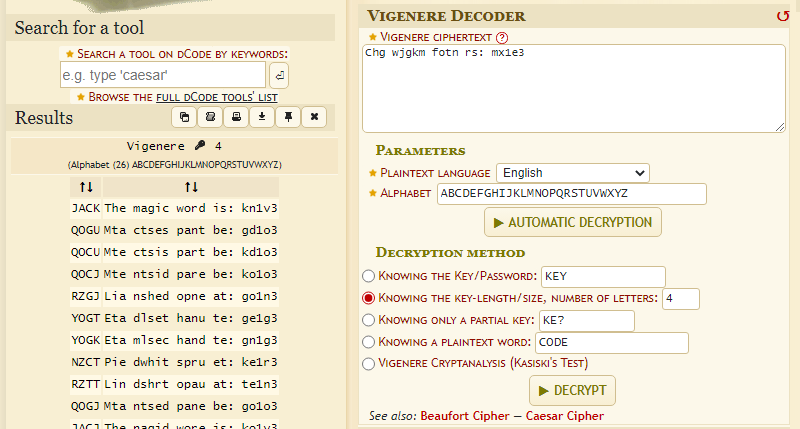 Search for a tool
★ Search a tool on dCode by keywords:
e.g. type 'caesar'
★ Browse the full dCode tools' list
Results
Vigenere 4
(Alphabet (26) ABCDEFGHIJKLMNOPQRSTUVWXYZ)
↑↓ ↑↓
JACK The magic word is: kn1v3
QOGU Mta ctses pant be: gd1o3
QOCU Mte ctsis part be: kd1o3
QOCJ Mte ntsid pare be: ko1o3
RZGJ Lia nshed opne at: go1n3
YOGT Eta dlset hanu te: ge1g3
YOGK Eta mlsec hand te: gn1g3
NZCT Pie dwhit spru et: ke1r3
RZTT Lin dshrt opau at: te1n3
QOGJ Mta ntsed pane be: go1o3
JACJ The nagid wore is: ko1v3
Vigenere Decoder
★ Vigenere ciphertext ?
Chg wjgkm fotn rs: mx1e3
Parameters
★ Plaintext language English
★ Alphabet ABCDEFGHIJKLMNOPQRSTUVWXYZ
▶ AUTOMATIC DECRYPTION
Decryption method
Knowing the Key/Password: KEY
Knowing the key-length/size, number of letters: 4
Knowing only a partial key: KE?
Knowing a plaintext word: CODE
Vigenere Cryptanalysis (Kasiski's Test)
▶ DECRYPT
See also: Beaufort Cipher — Caesar Cipher